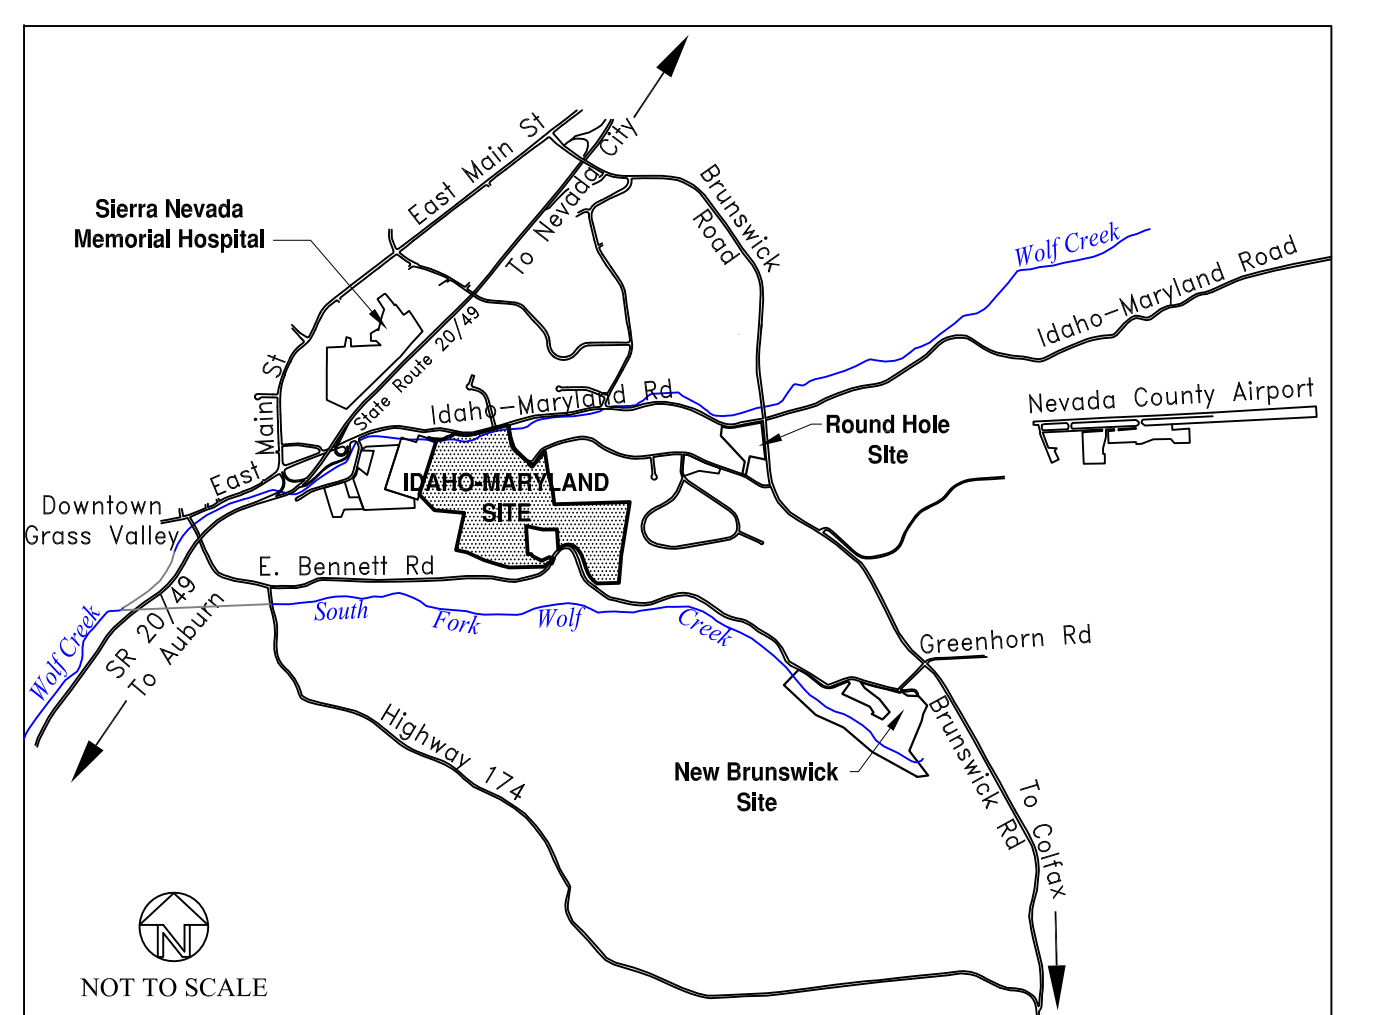 East Main St
To Nevada City
Brunswick
Road
Sierra Nevada
Memorial Hospital
Wolf Creek
Idaho-Maryland Road
State Route 20/49
East Main St
Idaho-Maryland Rd
Nevada County Airport
Round Hole
SIte
IDAHO-MARYLAND
SITE
Downtown
Grass Valley
E. Bennett Rd
South Fork Wolf Creek
Wolf Creek
SR 20/49
To Auburn
Greenhorn Rd
Highway 174
New Brunswick
Site
Brunswick Rd
To Colfax
N
NOT TO SCALE